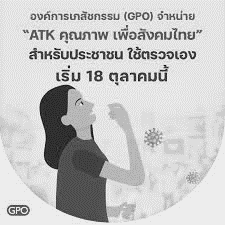 องค์การเภสัชกรรม (GPO) จำหน่าย
“ATK คุณภาพ เพื่อสังคมไทย”
สำหรับประชาชน ใช้ตรวจเอง
เริ่ม 18 ตุลาคมนี้
GPO